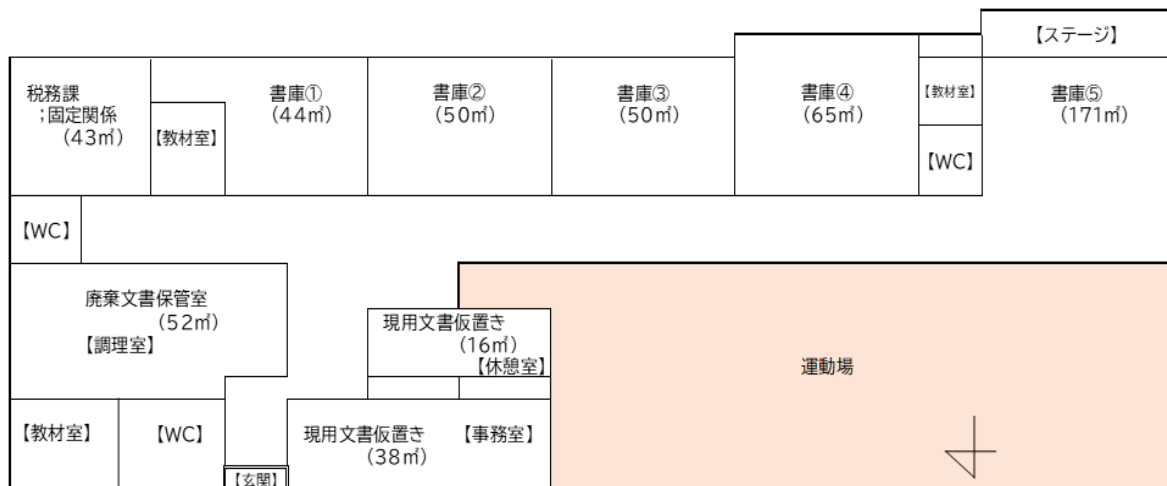 【ステージ】
税務課
;固定関係
(43㎡)
【教材室】
書庫①
(44㎡)
書庫②
(50㎡)
書庫③
(50㎡)
書庫④
(65㎡)
【教材室】
【WC】
書庫⑤
(171㎡)
【WC】
廃棄文書保管室
(52㎡)
【調理室】
現用文書仮置き
(16㎡)
【休憩室】
運動場
【教材室】
【WC】
【玄関】
現用文書仮置き
(38㎡)
【事務室】